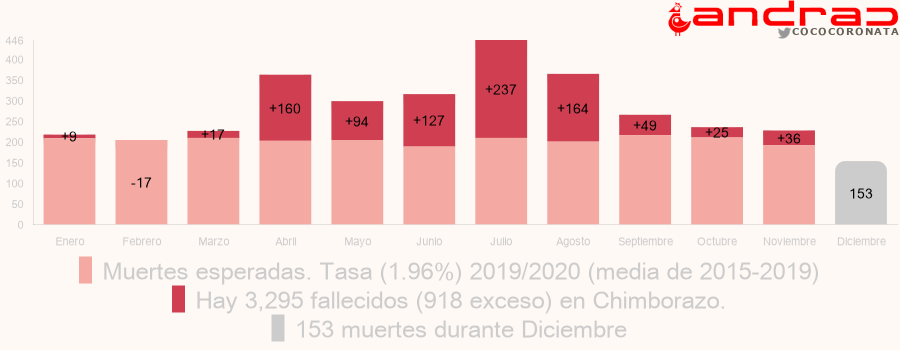 andrac
COCOCORONATA
446
400
350
300
250
200
150
100
50
0
+9
-17
+17
+160
+94
+127
+237
+164
+49
+25
+36
153
Enero
Febrero
Marzo
Abril
Mayo
Junio
Julio
Agosto
Septiembre
Octubre
Noviembre
Diciembre
Muertes esperadas. Tasa (1.96%) 2019/2020 (media de 2015-2019)
Hay 3,295 fallecidos (918 exceso) en Chimborazo.
153 muertes durante Diciembre